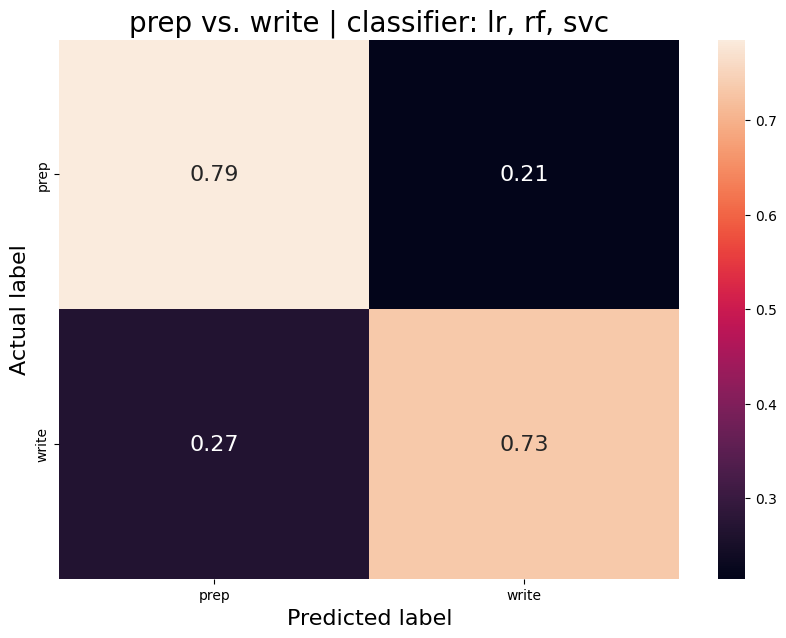 prep vs. write | classifier: lr, rf, svc
prep
0.79
0.21
write
0.27
0.73
Actual label
prep
write
Predicted label
0.7
0.6
0.5
0.4
0.3